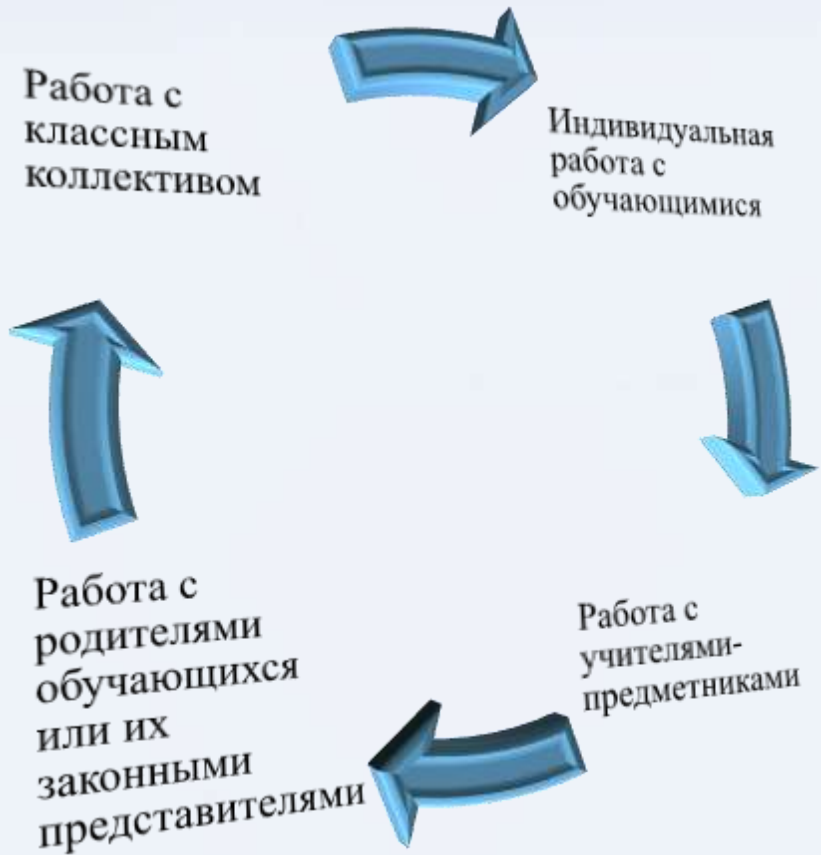 Работа с
классным
коллективом
Индивидуальная
работа с
обучающимися
Работа с
учителями-
предметниками
Работа с
родителями
обучающихся
или их
законными
представителями